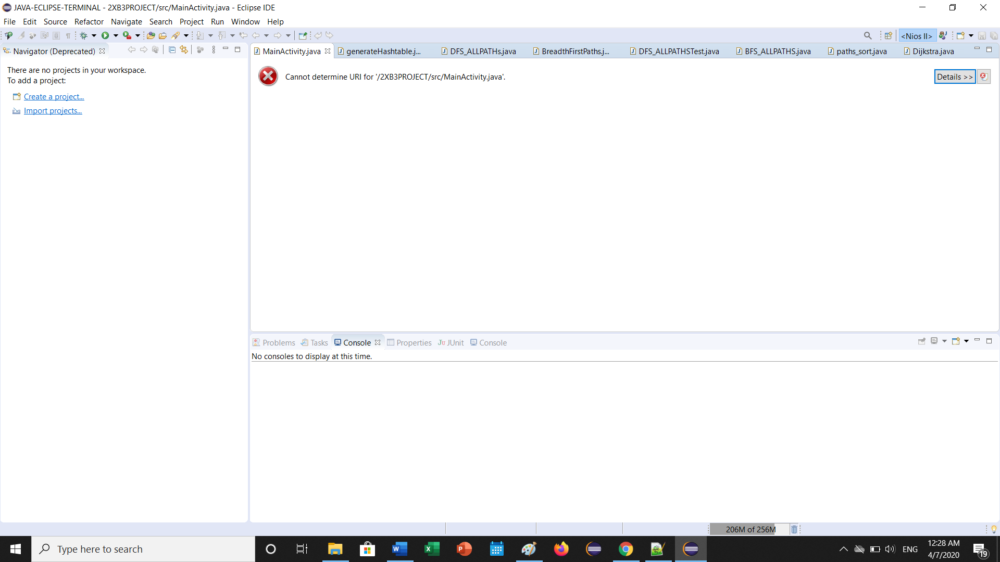 JAVA-ECLIPSE-TERMINAL - 2XB3PROJECT/src/MainActivity.java - Eclipse IDE
File Edit Source Refactor Navigate Search Project Run Window Help
<Nios II>
Navigator (Deprecated)
MainActivity.java generateHashtable.j... DFS_ALLPATHs.java BreadthFirstPaths.j... DFS_ALLPATHSTest.java BFS_ALLPATHS.java paths_sort.java Dijkstra.java
There are no projects in your workspace.
To add a project:
Create a project...
Import projects...
Cannot determine URI for '/2XB3PROJECT/src/MainActivity.java'.
Details >>
Problems Tasks Console Properties JUnit Console
No consoles to display at this time.
206M of 256M
Type here to search
ENG
12:28 AM
4/7/2020
19